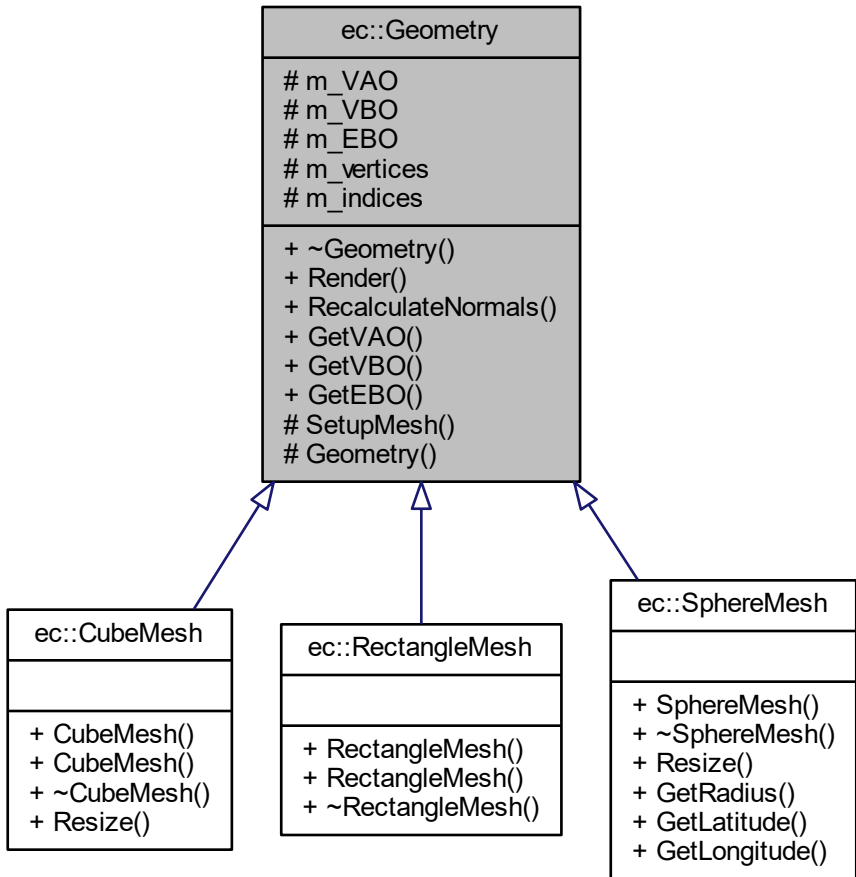 ec::Geometry
# m_VAO
# m_VBO
# m_EBO
# m_vertices
# m_indices
+ ~Geometry()
+ Render()
+ RecalculateNormals()
+ GetVAO()
+ GetVBO()
+ GetEBO()
# SetupMesh()
# Geometry()
ec::CubeMesh
+ CubeMesh()
+ CubeMesh()
+ ~CubeMesh()
+ Resize()
ec::RectangleMesh
+ RectangleMesh()
+ RectangleMesh()
+ ~RectangleMesh()
ec::SphereMesh
+ SphereMesh()
+ ~SphereMesh()
+ Resize()
+ GetRadius()
+ GetLatitude()
+ GetLongitude()